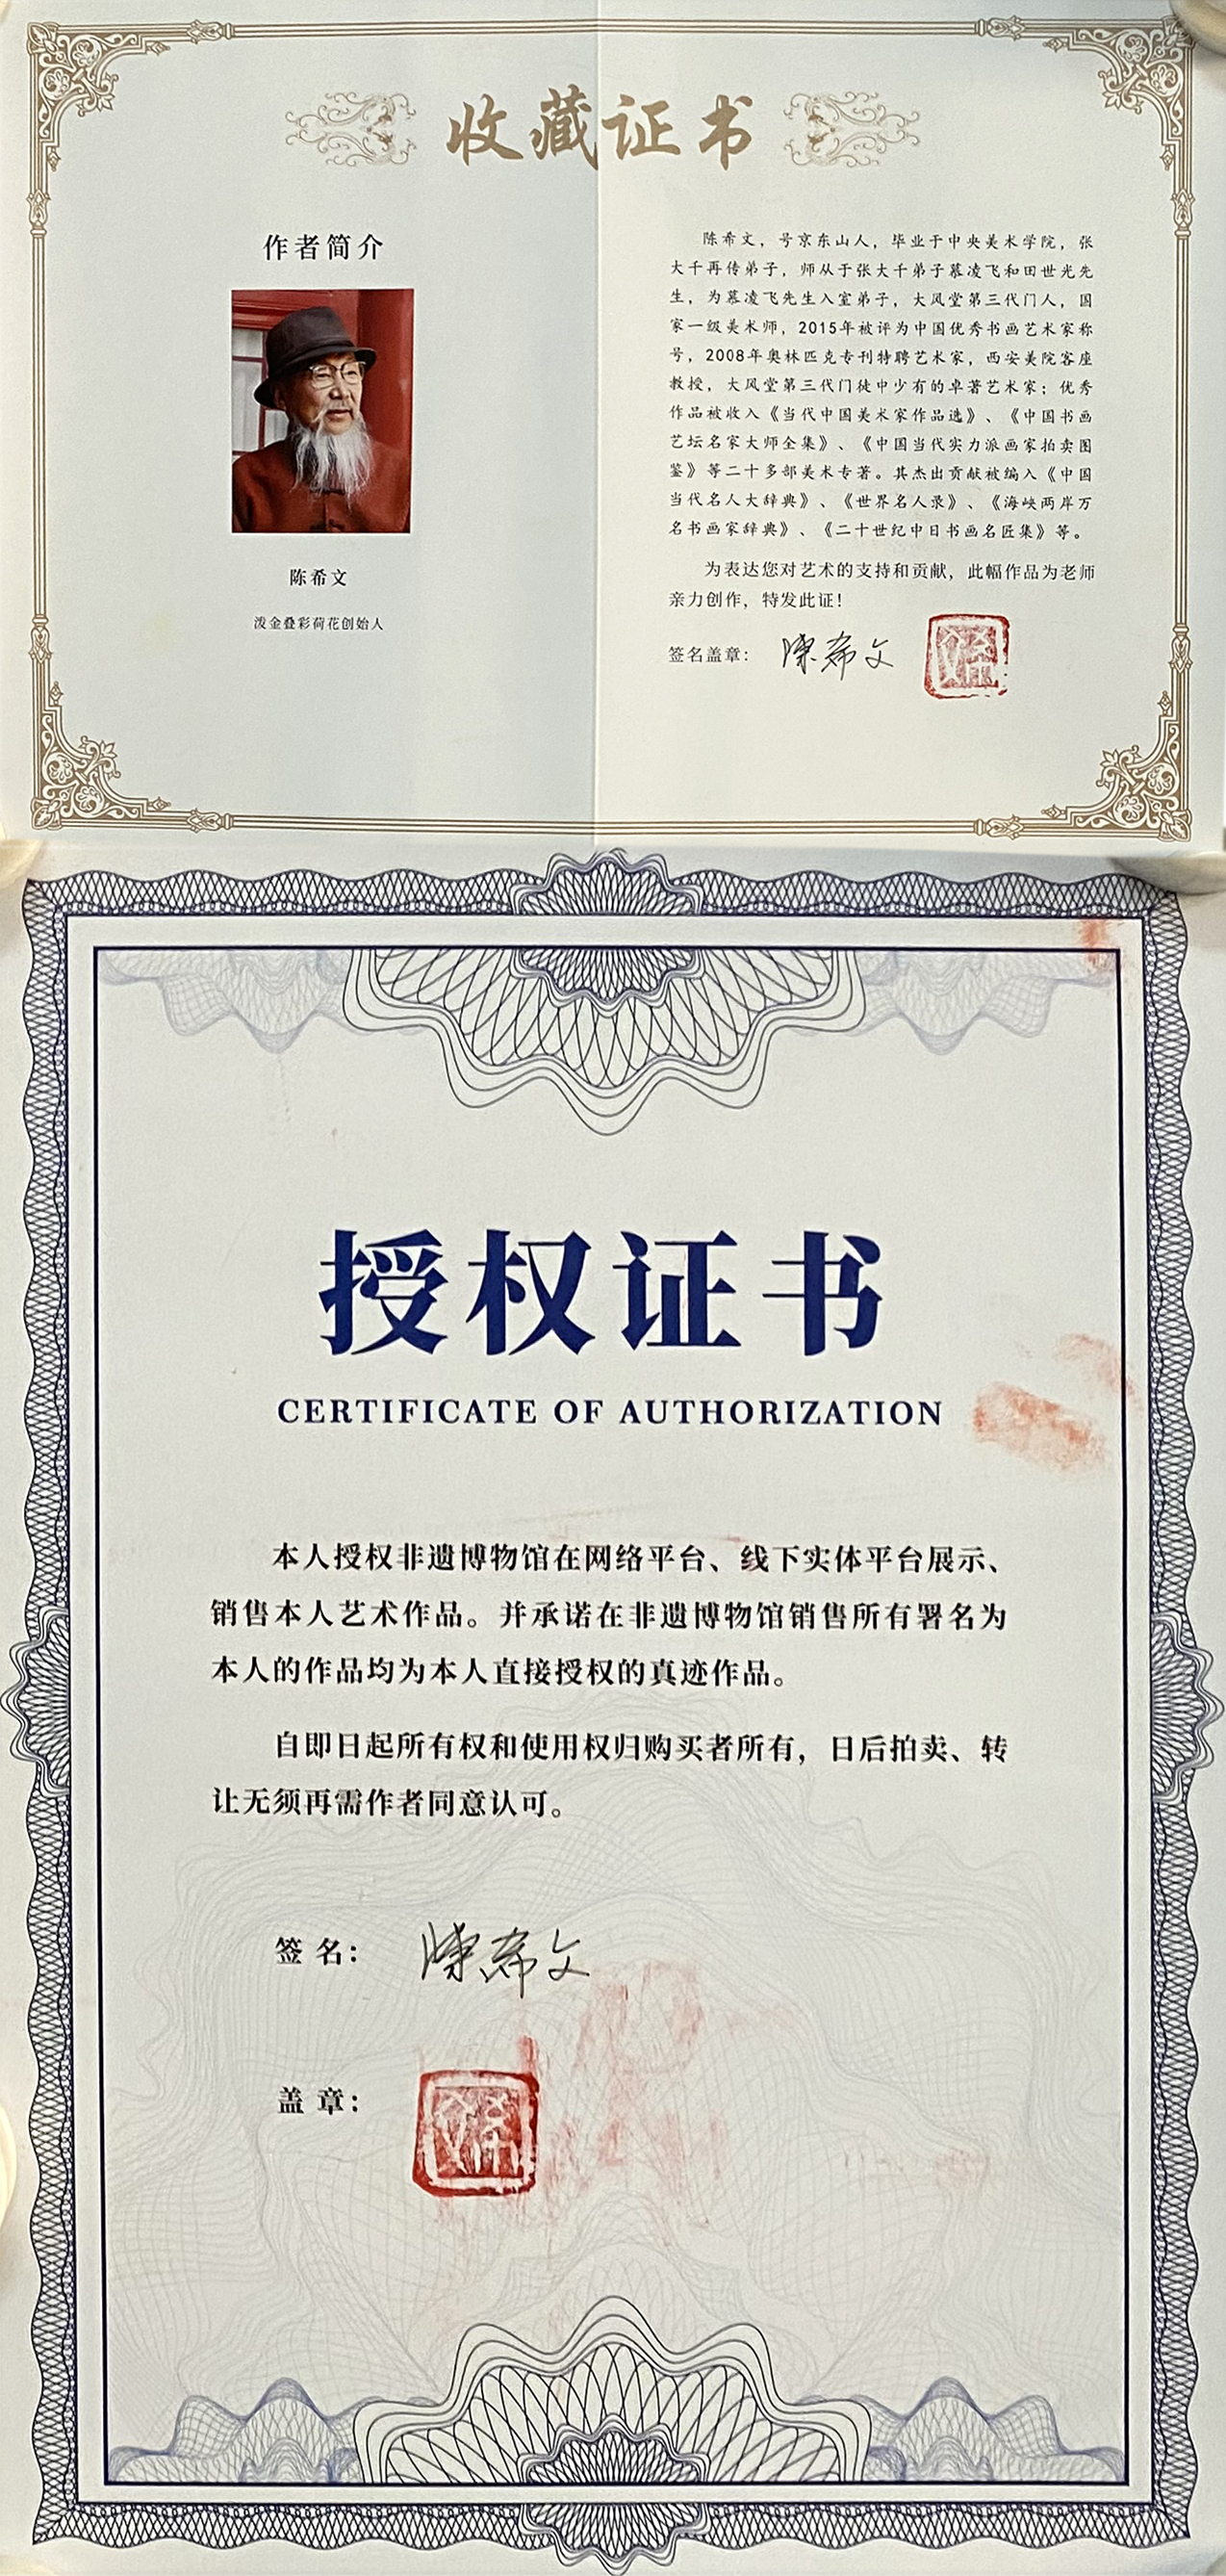 收藏证书
作者简介
陈希文
泼金叠彩荷花创始人
陈希文，号京东山人，毕业于中央美术学院，张
大千再传弟子，师从于张大千弟子慕凌飞和田世光先
生，为慕凌飞先生入室弟子，大风堂第三代门人，国
家一级美术师，2015年被评为中国优秀书画艺术家称
号，2008年奥林匹克专刊特聘艺术家，西安美院客座
教授，大风堂第三代门徒中少有的卓著艺术家；优秀
作品被收入《当代中国美术家作品选》、《中国书画
艺坛名家大师全集》、《中国当代实力派画家拍卖图
鉴》等二十多部美术专著。其杰出贡献被编入《中国
当代名人大辞典》、《世界名人录》、《海峡两岸万
名书画家辞典》、《二十世纪中日书画名匠集》等。
为表达您对艺术的支持和贡献，此幅作品为老师
亲力创作，特发此证！
签名盖章：陳希文
授权证书
CERTIFICATE OF AUTHORIZATION
本人授权非遗博物馆在网络平台、线下实体平台展示、
销售本人艺术作品。并承诺在非遗博物馆销售所有署名为
本人的作品均为本人直接授权的真迹作品。
自即日起所有权和使用权归购买者所有，日后拍卖、转
让无须再需作者同意认可。
签 名：陳希文
盖 章：